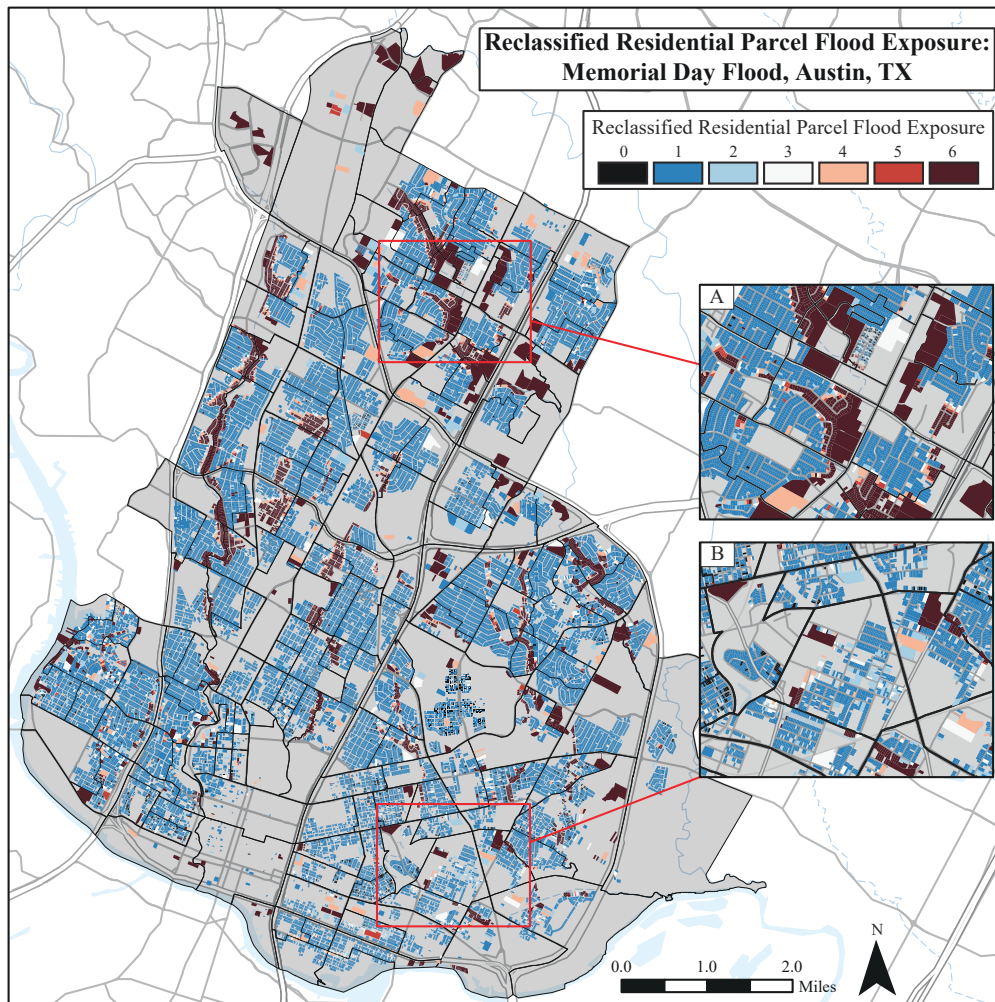 Reclassified Residential Parcel Flood Exposure:
Memorial Day Flood, Austin, TX
Reclassified Residential Parcel Flood Exposure
0 1 2 3 4 5 6
A
B
N
0.0 1.0 2.0
Miles